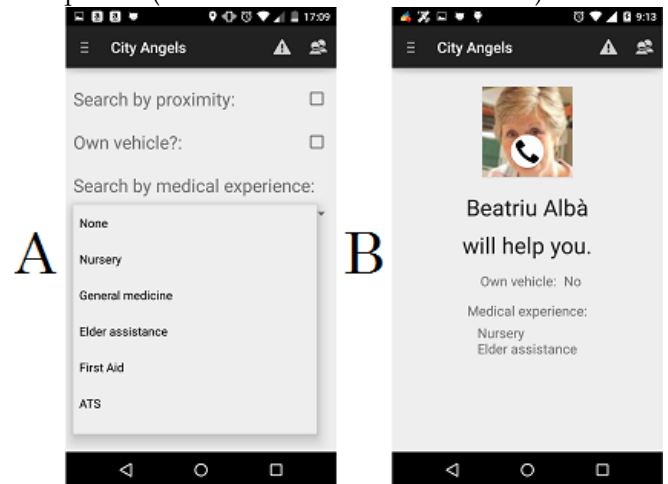 17:09
City Angels
Search by proximity:
Own vehicle?:
Search by medical experience:
None
Nursery
General medicine
Elder assistance
First Aid
ATS
A
9:13
City Angels
Beatriu Albà
will help you.
Own vehicle: No
Medical experience:
Nursery
Elder assistance
B